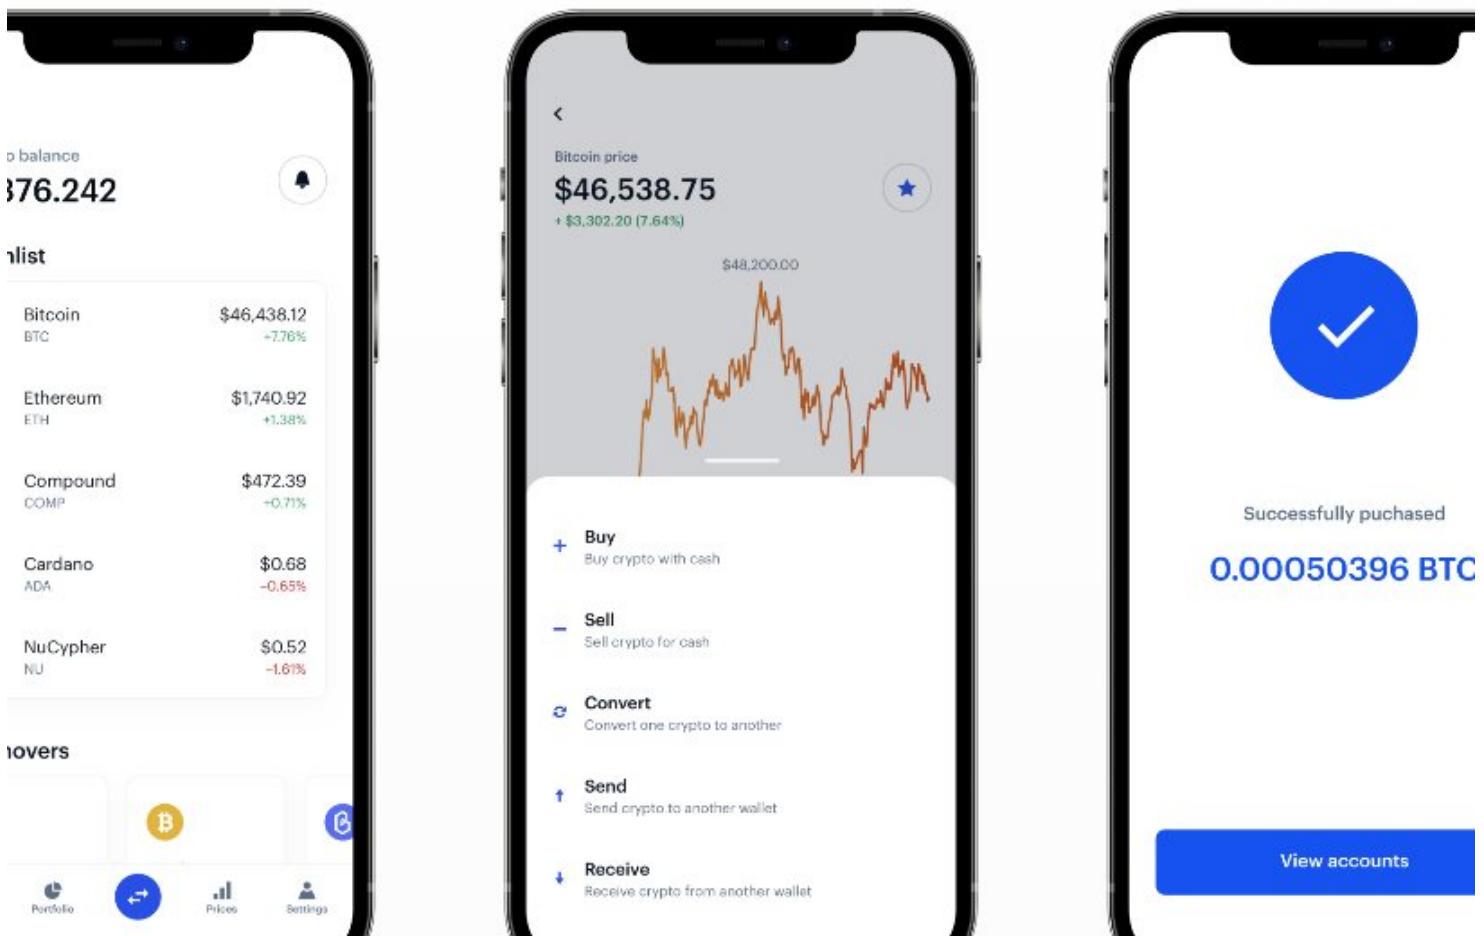 o balance
376.242
hlist
Bitcoin $46,438.12
BTC +7.76%
Ethereum $1,740.92
ETH +1.38%
Compound $472.39
COMP +0.71%
Cardano $0.68
ADA -0.65%
NuCypher $0.52
NU -1.61%
novers
Portfolio Prices Settings
Bitcoin price
$46,538.75
+ $3,302.20 (7.64%)
$48,200.00
Buy
Buy crypto with cash
Sell
Sell crypto for cash
Convert
Convert one crypto to another
Send
Send crypto to another wallet
Receive
Receive crypto from another wallet
Successfully puchased
0.00050396 BTC
View accounts